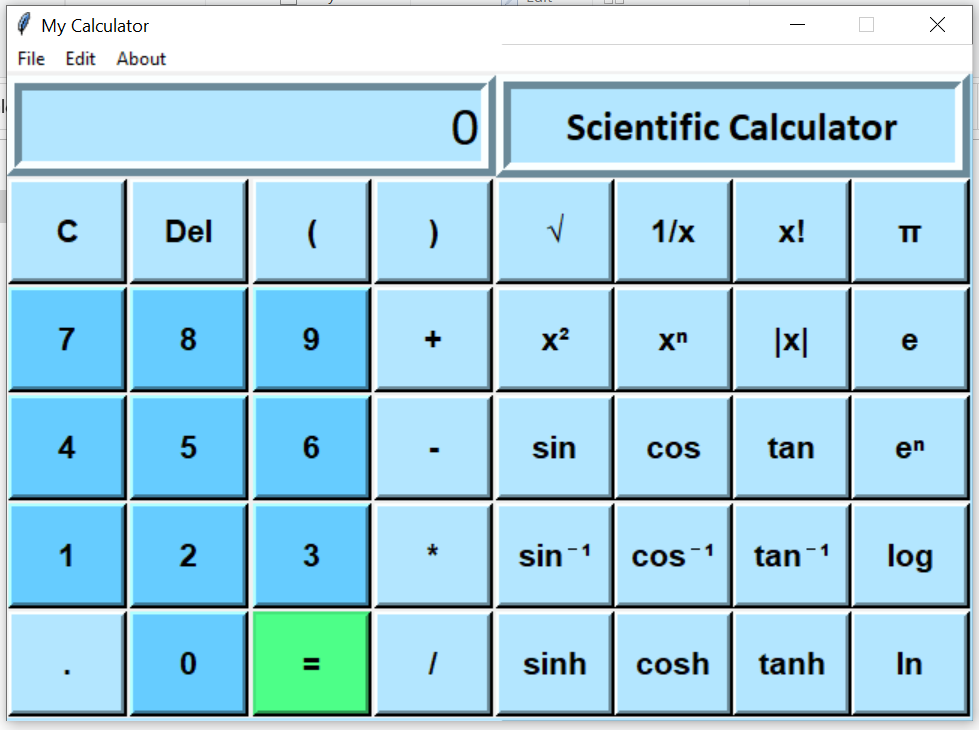 My Calculator
File Edit About
0 Scientific Calculator
C Del ( ) √ 1/x x! π
7 8 9 + x² xⁿ |x| e
4 5 6 - sin cos tan eⁿ
1 2 3 * sin⁻¹ cos⁻¹ tan⁻¹ log
. 0 = / sinh cosh tanh ln